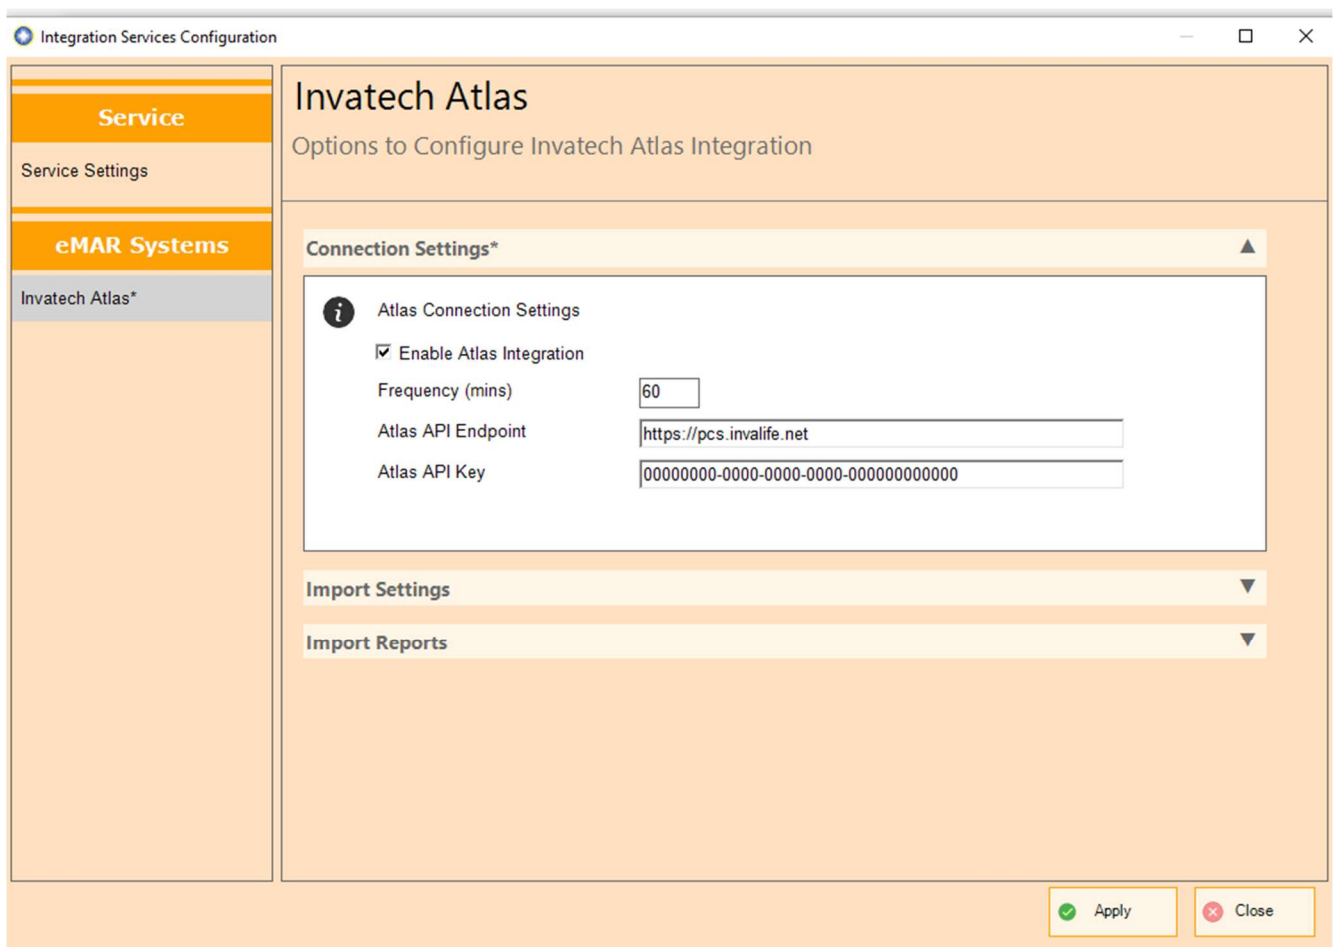 Integration Services Configuration
Service
Service Settings
eMAR Systems
Invatech Atlas*
Invatech Atlas
Options to Configure Invatech Atlas Integration
Connection Settings*
Atlas Connection Settings
Enable Atlas Integration
Frequency (mins) 60
Atlas API Endpoint https://pcs.invalife.net
Atlas API Key 00000000-0000-0000-0000-000000000000
Import Settings
Import Reports
Apply Close